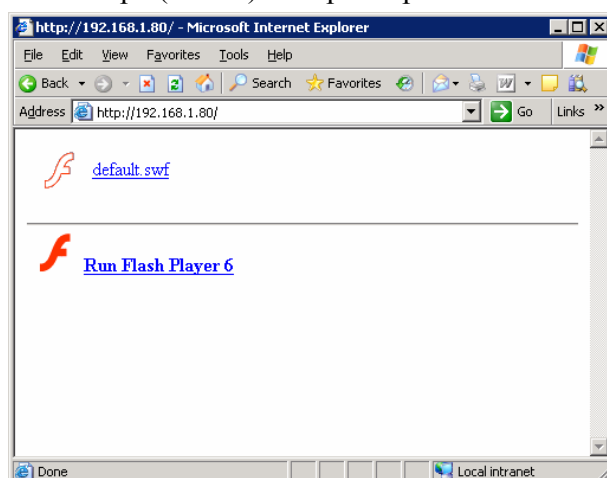 http://192.168.1.80/ - Microsoft Internet Explorer
File Edit View Favorites Tools Help
Back Search Favorites
Address http://192.168.1.80/ Go Links »
default.swf
Run Flash Player 6
Done Local intranet